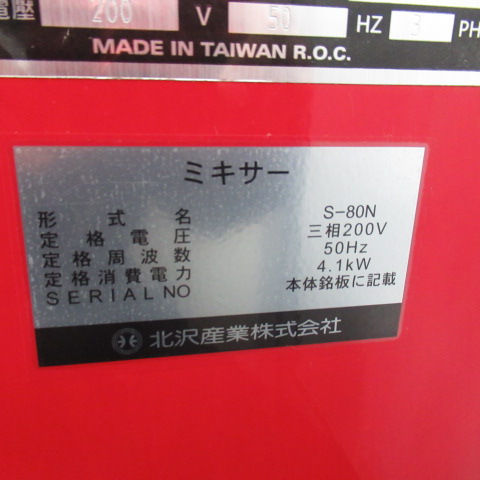 電壓 200 V 50 HZ 3 PH
MADE IN TAIWAN R.O.C.
ミキサー
形式名 S-80N
定格電圧 三相200V
定格周波数 50Hz
定格消費電力 4.1kW
SERIAL NO 本体銘板に記載
北沢産業株式会社